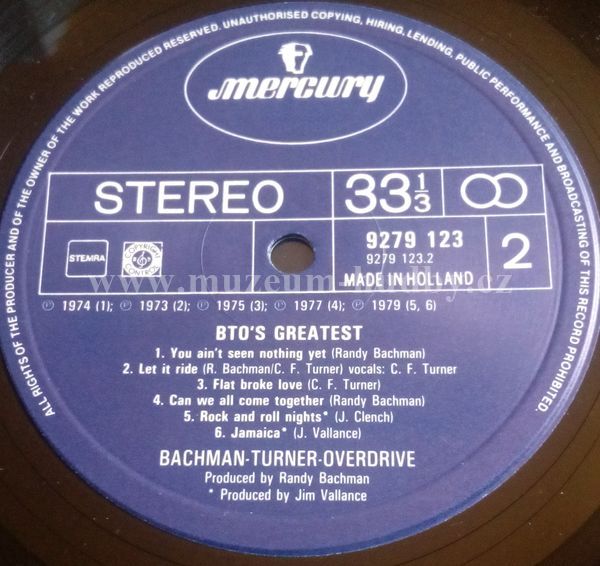 ALL RIGHTS OF THE PRODUCER AND OF THE OWNER OF THE WORK REPRODUCED RESERVED. UNAUTHORISED COPYING, HIRING, LENDING, PUBLIC PERFORMANCE AND BROADCASTING OF THIS RECORD PROHIBITED.
mercury
STEREO
33 1/3
STEMRA
COPYRIGHT CONTROL
9279 123
9279 123.2
MADE IN HOLLAND
2
℗ 1974 (1); ℗ 1973 (2); ℗ 1975 (3); ℗ 1977 (4); ℗ 1979 (5, 6)
BTO'S GREATEST
1. You ain't seen nothing yet (Randy Bachman)
2. Let it ride (R. Bachman/C. F. Turner) vocals: C. F. Turner
3. Flat broke love (C. F. Turner)
4. Can we all come together (Randy Bachman)
5. Rock and roll nights* (J. Clench)
6. Jamaica* (J. Vallance)
BACHMAN-TURNER-OVERDRIVE
Produced by Randy Bachman
* Produced by Jim Vallance